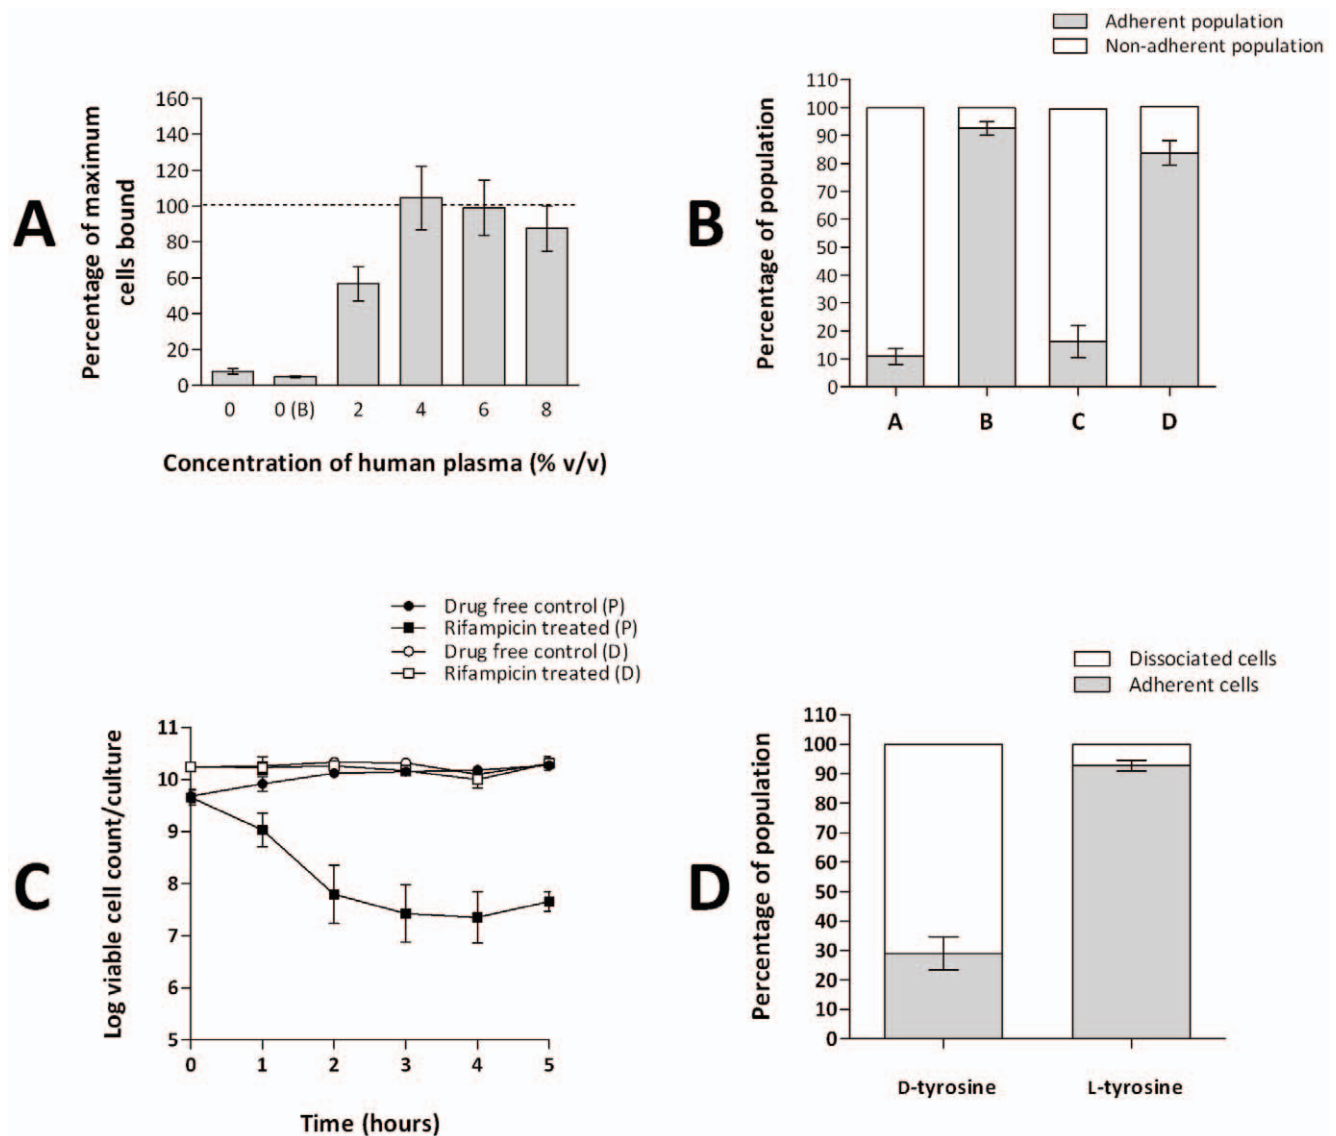 A
Percentage of maximum
cells bound
160
140
120
100
80
60
40
20
0
0
0 (B)
2
4
6
8
Concentration of human plasma (% v/v)
B
Adherent population
Non-adherent population
Percentage of population
110
100
90
80
70
60
50
40
30
20
10
0
A
B
C
D
C
Drug free control (P)
Rifampicin treated (P)
Drug free control (D)
Rifampicin treated (D)
Log viable cell count/culture
11
10
9
8
7
6
5
0
1
2
3
4
5
Time (hours)
D
Dissociated cells
Adherent cells
Percentage of population
110
100
90
80
70
60
50
40
30
20
10
0
D-tyrosine
L-tyrosine